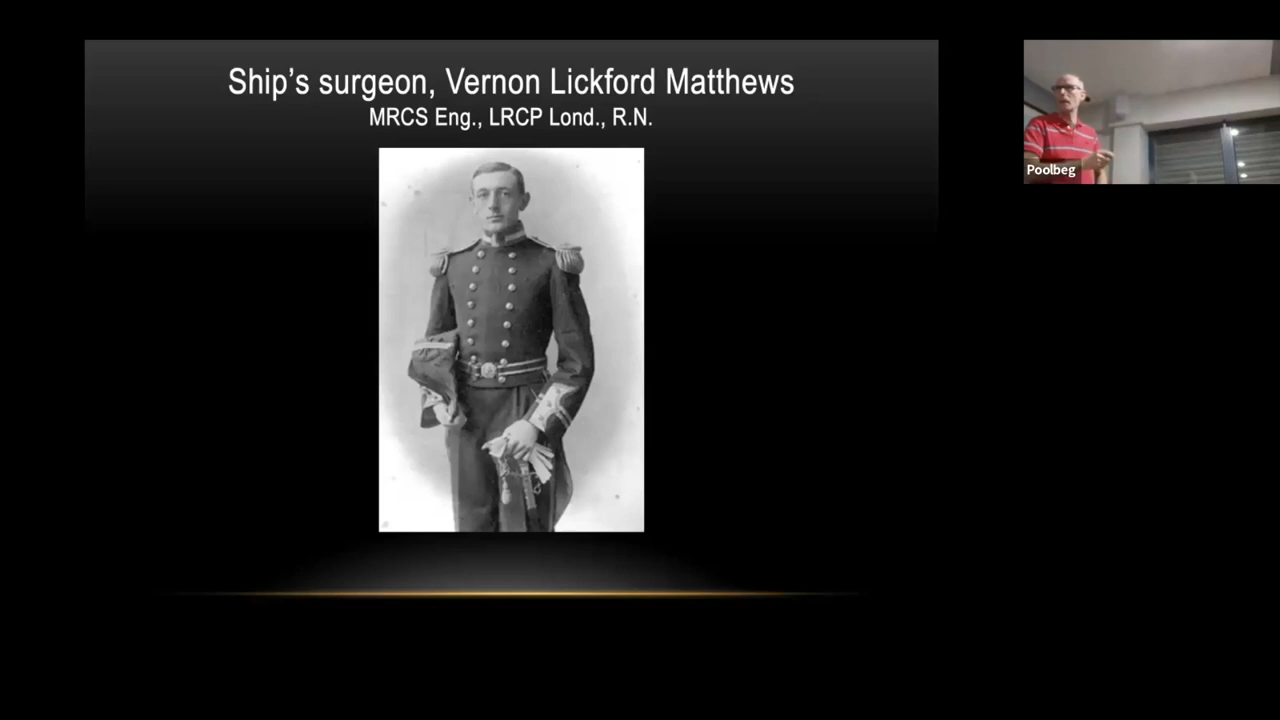 Ship's surgeon, Vernon Lickford Matthews
MRCS Eng., LRCP Lond., R.N.
Poolbeg